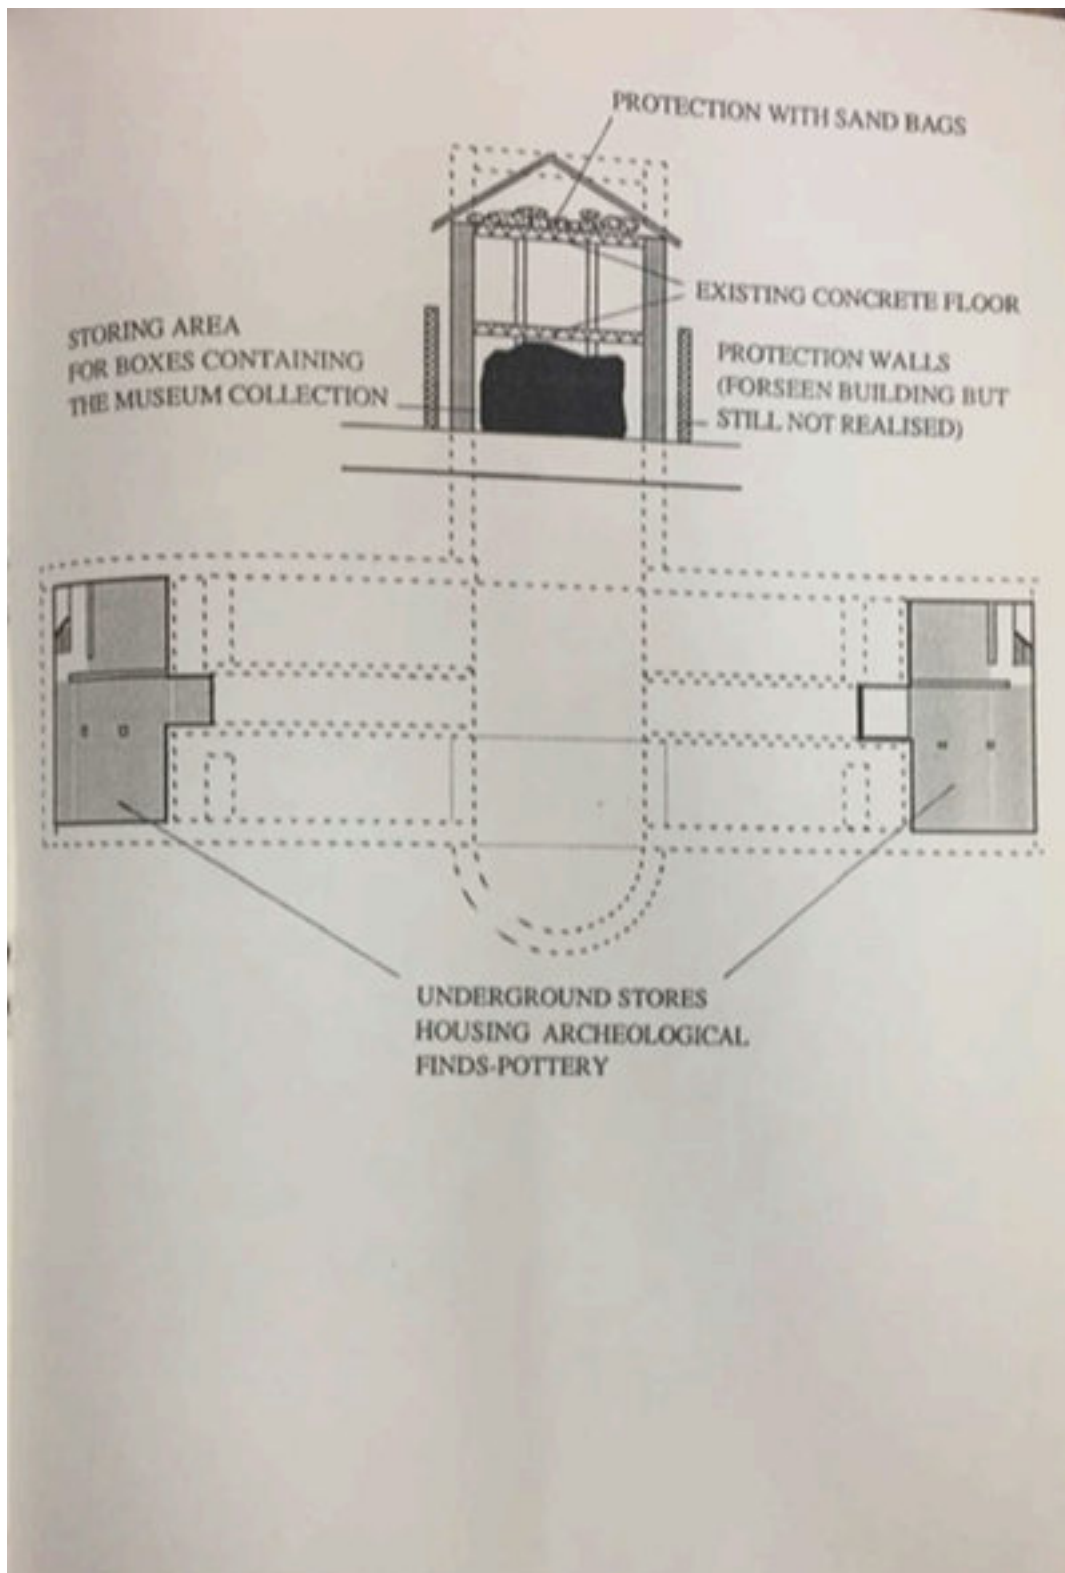 PROTECTION WITH SAND BAGS
EXISTING CONCRETE FLOOR
STORING AREA
FOR BOXES CONTAINING
THE MUSEUM COLLECTION
PROTECTION WALLS
(FORSEEN BUILDING BUT
STILL NOT REALISED)
UNDERGROUND STORES
HOUSING ARCHEOLOGICAL
FINDS-POTTERY